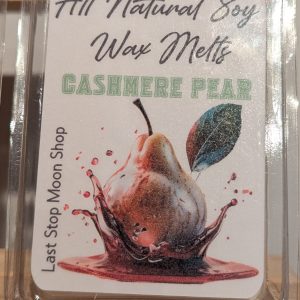 All Natural Soy
Wax Melts
CASHMERE PEAR
Last Stop Moon Shop